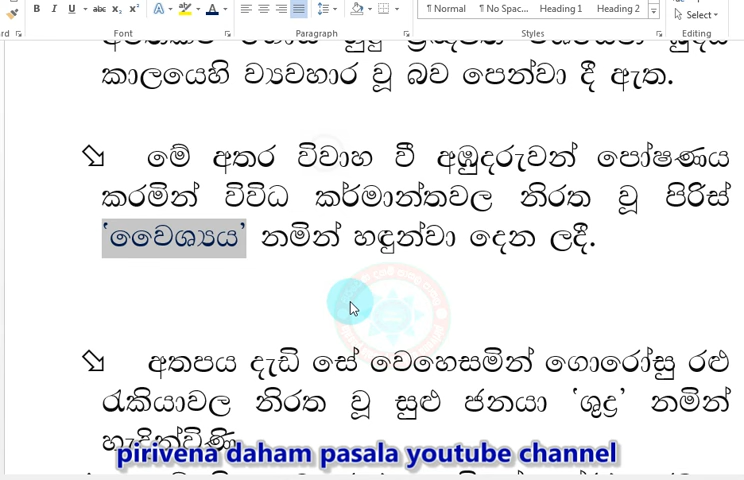 Font
Paragraph
Styles
Editing
¶ Normal
¶ No Spac...
Heading 1
Heading 2
Select
කාලයෙහි ව්‍යවහාර වූ බව පෙන්වා දී ඇත.
මේ අතර විවාහ වී අඹුදරුවන් පෝෂණය
කරමින් විවිධ කර්මාන්තවල නිරත වූ පිරිස්
‘වෛශ්‍යය’ නමින් හඳුන්වා දෙන ලදී.
අතපය දැඩි සේ වෙහෙසමින් ගොරෝසු රළු
රැකියාවල නිරත වූ සුළු ජනයා ‘ශුද්‍ර’ නමින්
හැඳින්විණි
pirivena daham pasala youtube channel